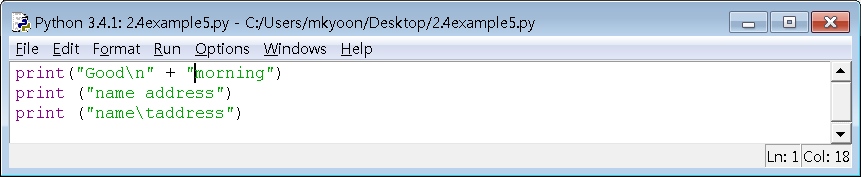 Python 3.4.1: 2.4example5.py - C:/Users/mkyoon/Desktop/2.4example5.py
File Edit Format Run Options Windows Help
print("Good\n" + "morning")
print ("name address")
print ("name\taddress")
Ln: 1 Col: 18